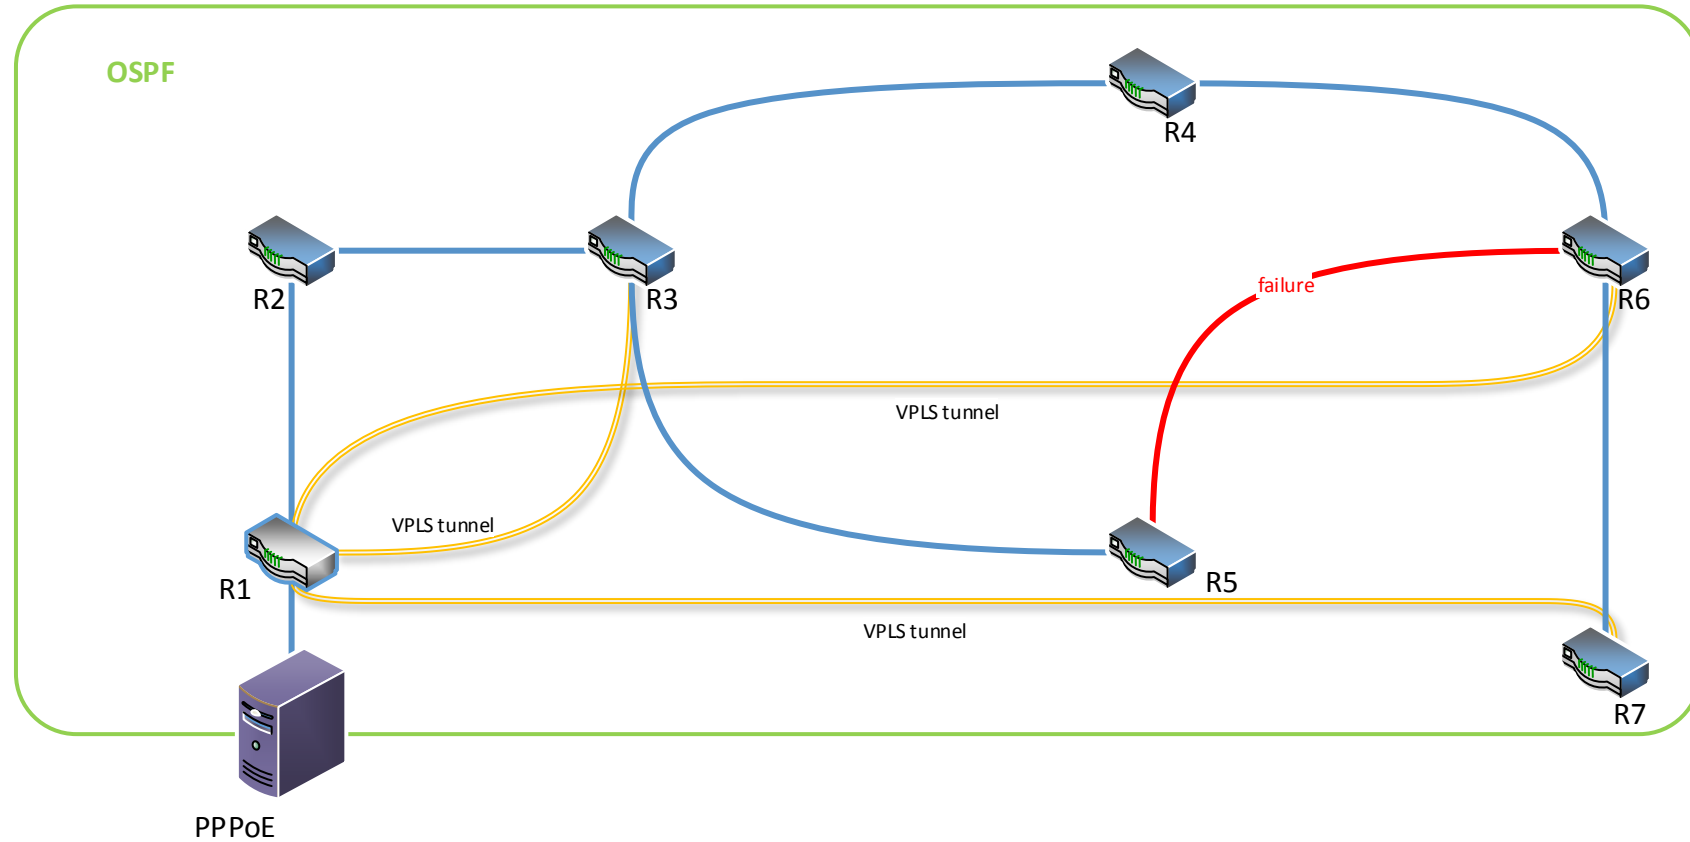 OSPF
R4
R2
R3
failure
R6
VPLS tunnel
VPLS tunnel
R1
R5
VPLS tunnel
R7
PPPoE